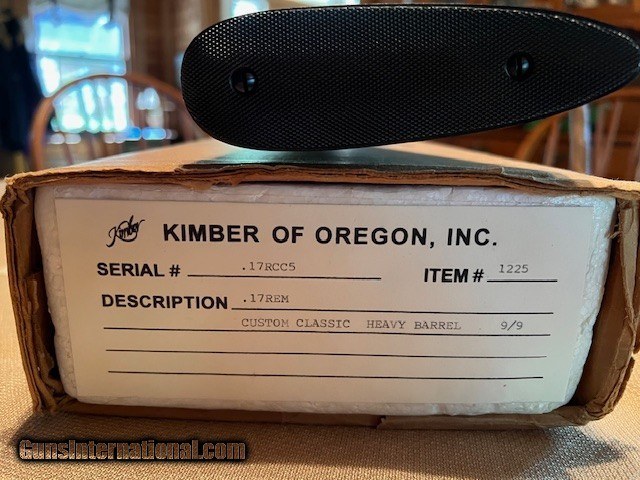 Kimber KIMBER OF OREGON, INC.
SERIAL # .17RCC5 ITEM # 1225
DESCRIPTION .17REM
CUSTOM CLASSIC HEAVY BARREL 9/9
GunsInternational.com